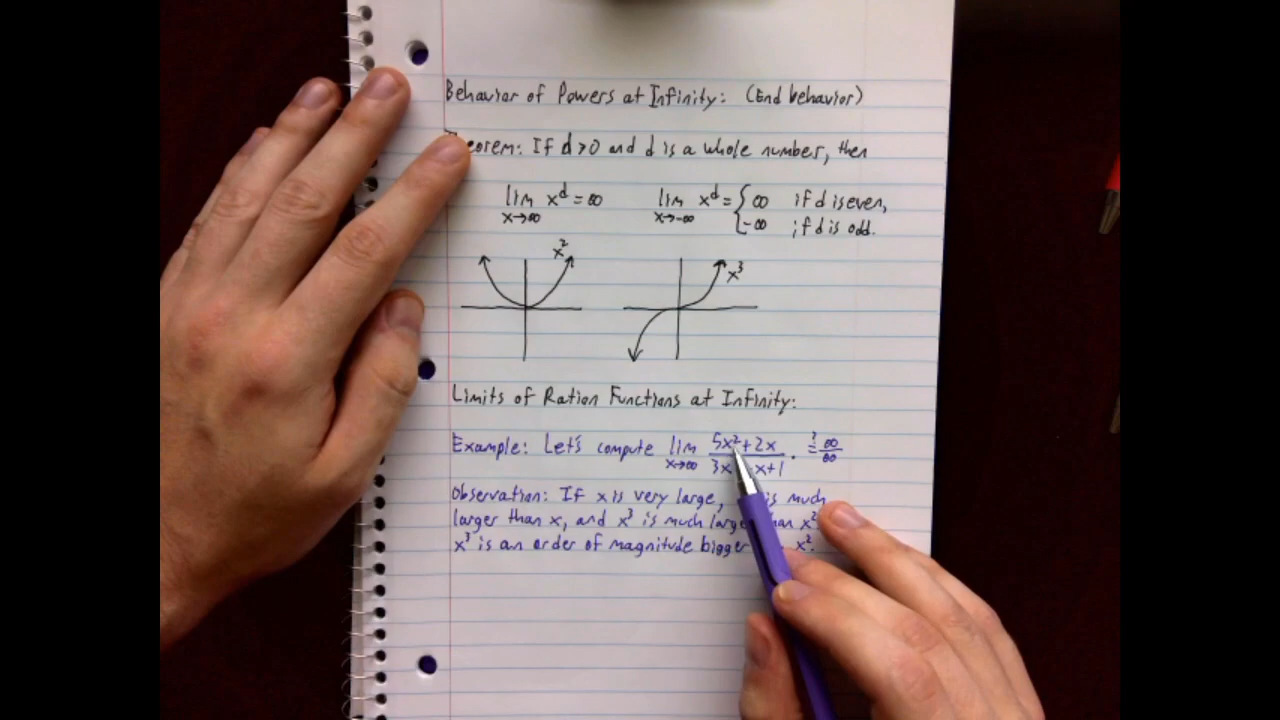 Behavior of Powers at Infinity: (End behavior)
eorem: If d>0 and d is a whole number, then
lim x→∞ x^d = ∞ lim x→-∞ x^d = { ∞ if d is even, -∞ if d is odd.
x² x³
Limits of Ration Functions at Infinity:
Example: Let's compute lim x→∞ (5x²+2x)/(3x x+1). ?= ∞/∞
Observation: If x is very large, is much
larger than x, and x³ is much large han x²
x³ is an order of magnitude bigger x².